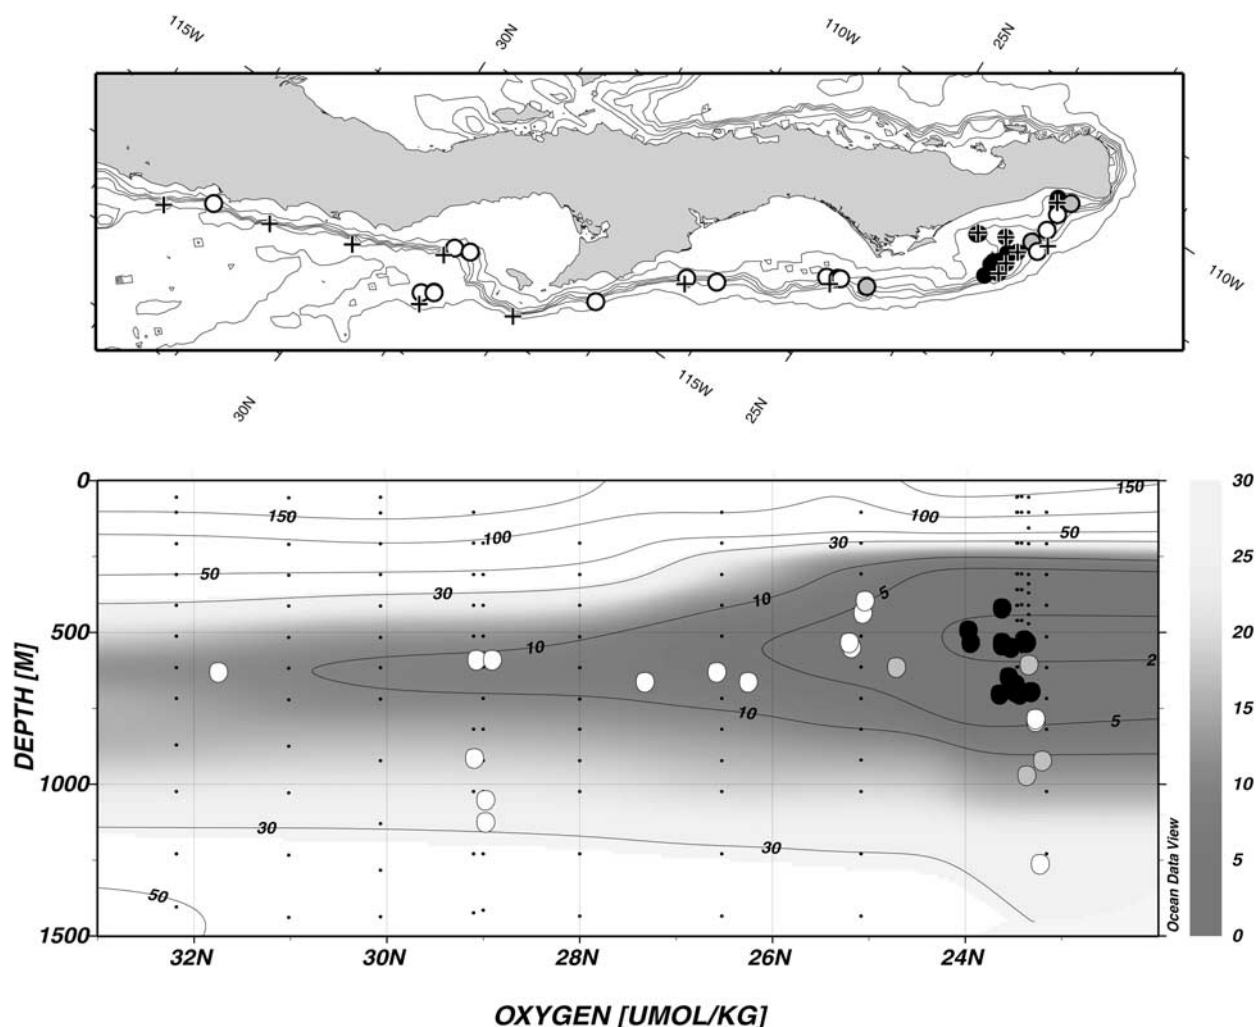 115W 30N 110W 25N
110W
30N 115W 25N
0 30
150 150
100 100 25
50 50
30 30
30 10 5 20
500
10 2
DEPTH [M] 15
10 5
10
1000
30 30 5
50
Ocean Data View
1500 0
32N 30N 28N 26N 24N
OXYGEN [UMOL/KG]